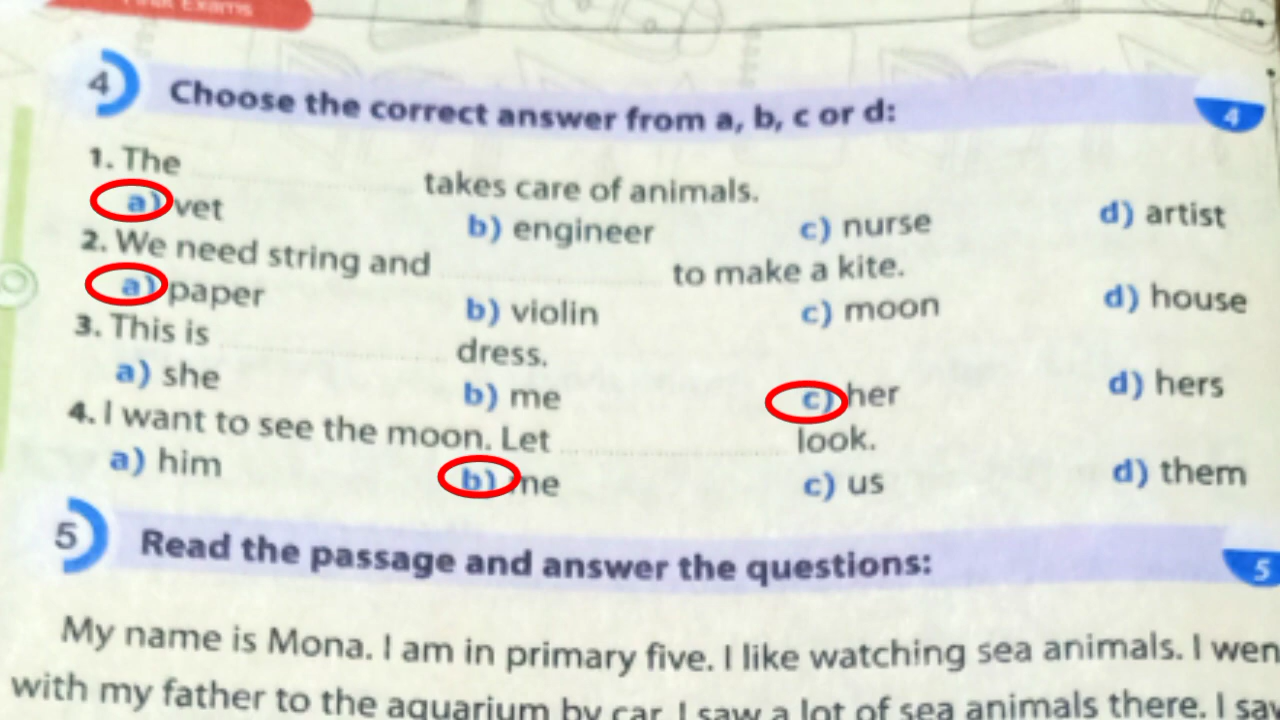 Final Exams
4 Choose the correct answer from a, b, c or d: 4
1. The takes care of animals.
a) vet b) engineer c) nurse d) artist
2. We need string and to make a kite.
a) paper b) violin c) moon d) house
3. This is dress.
a) she b) me c) her d) hers
4. I want to see the moon. Let look.
a) him b) me c) us d) them
5 Read the passage and answer the questions: 5
My name is Mona. I am in primary five. I like watching sea animals. I
with my father to the aquarium by car. I saw a lot of sea animals there. I